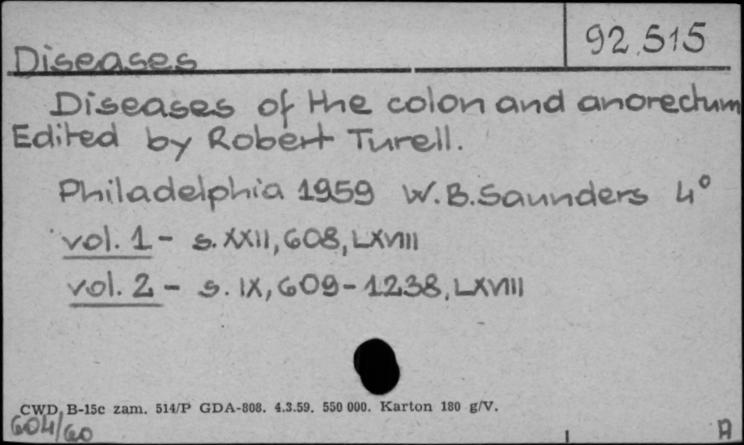 92.515
Diseases
Diseases of the colon and anorectum
Edited by Robert Turell.
Philadelphia 1959 W.B. Saunders 4°
vol. 1 - s. XXII, 608, LXVIII
vol. 2 - s. IX, 609-1238, LXVIII
CWD, B-15c zam. 514/P GDA-808. 4.3.59. 550 000. Karton 180 g/V.
604/60
A